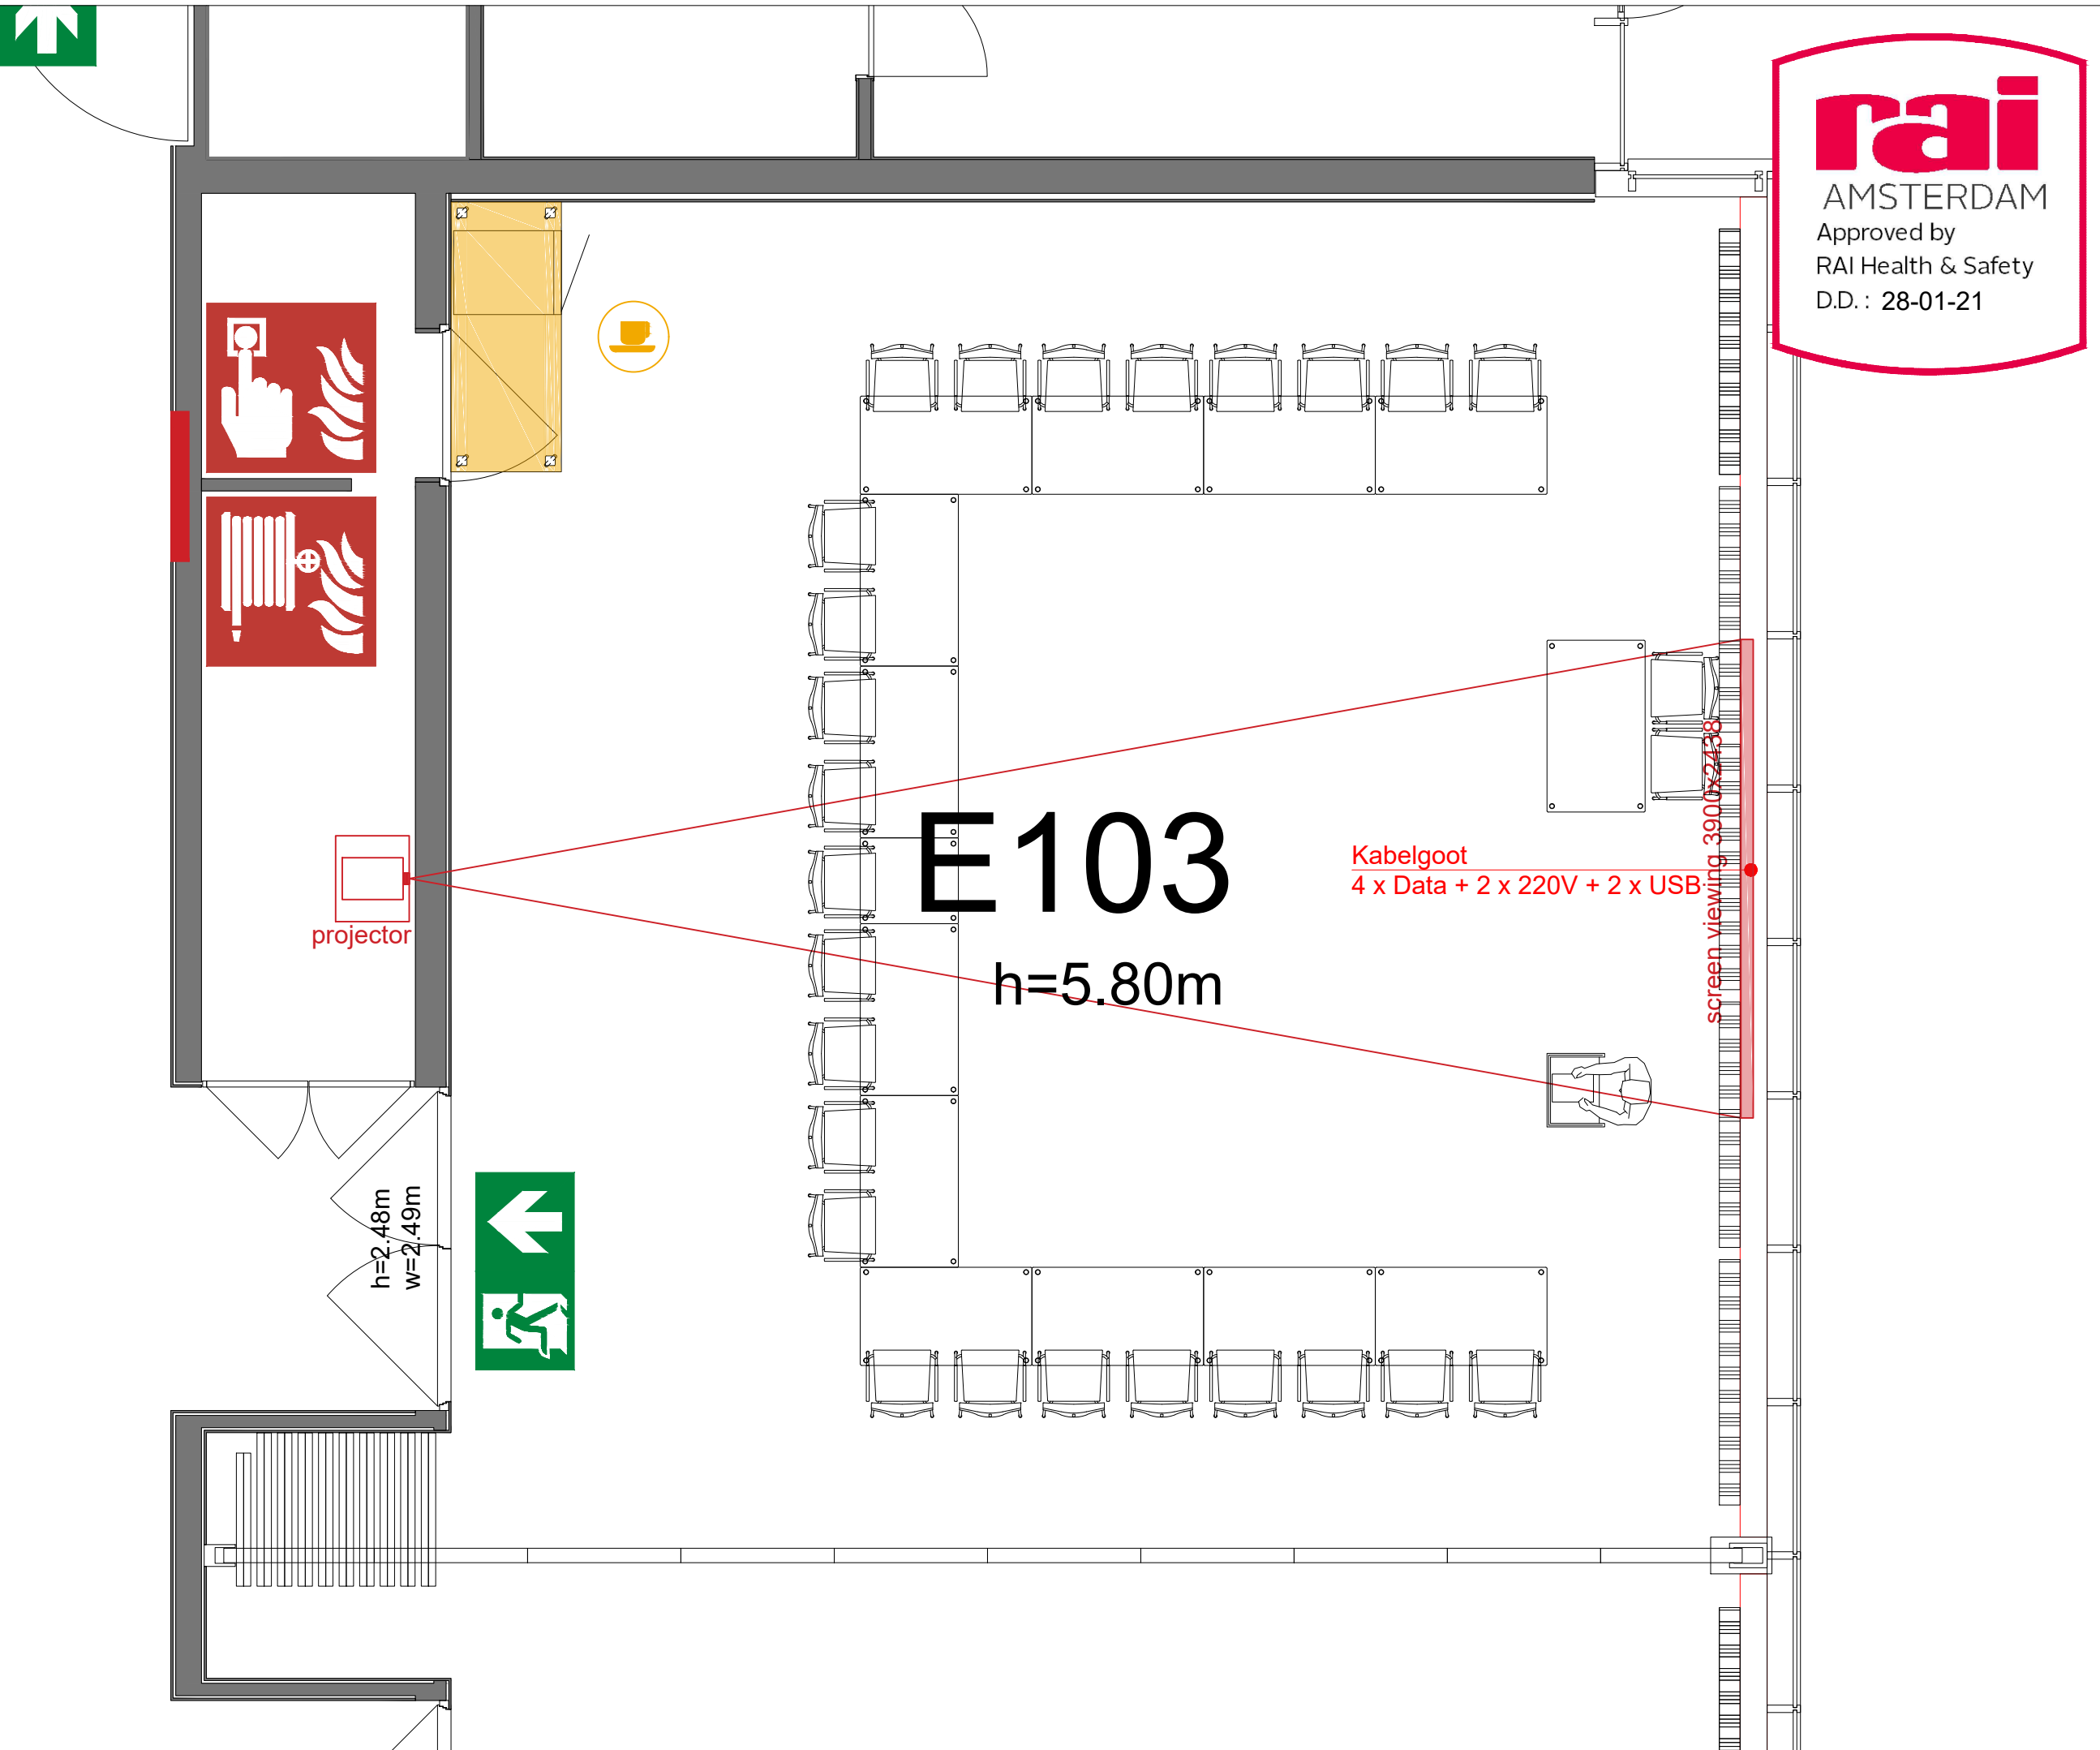 rai
AMSTERDAM
Approved by
RAI Health & Safety
D.D. : 28-01-21
E103
h=5.80m
Kabelgoot
4 x Data + 2 x 220V + 2 x USB
screen viewing 3900x2438
projector
h=2.48m
w=2.49m